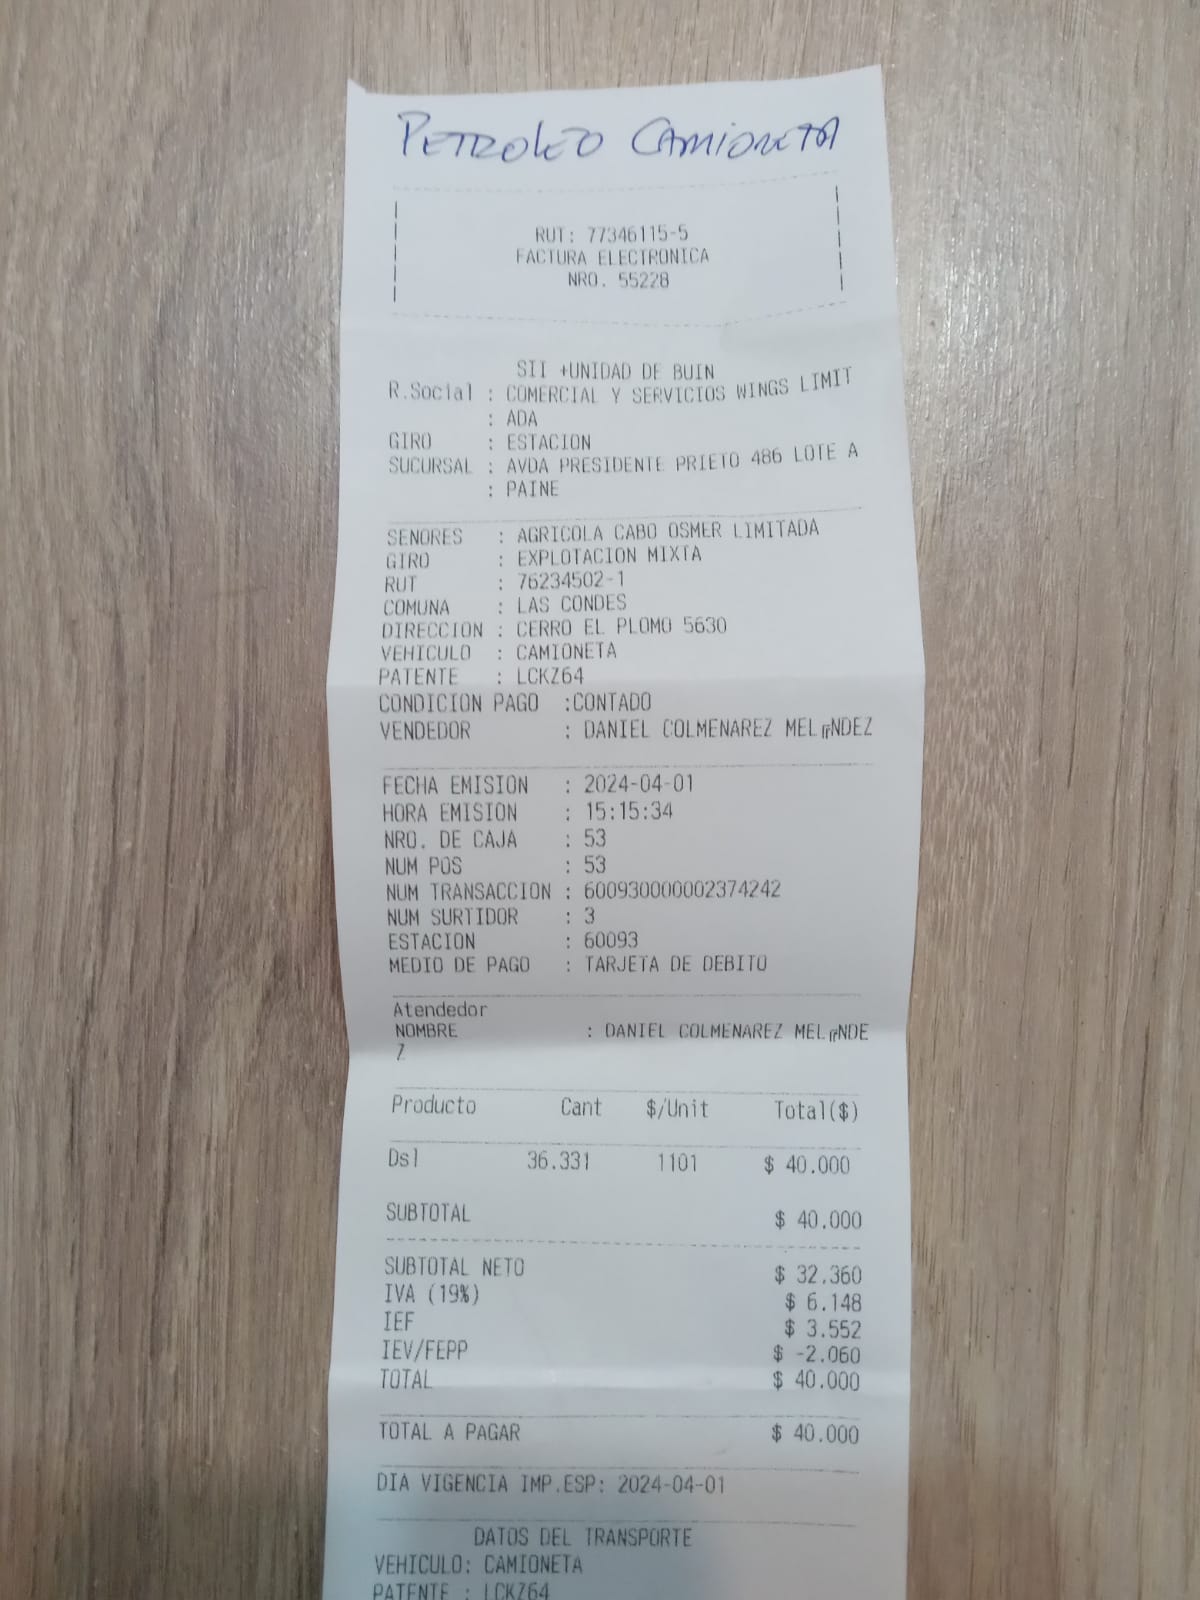 PETROLEO CAMIONETA
RUT: 77346115-5
FACTURA ELECTRONICA
NRO. 55228
SII +UNIDAD DE BUIN
R.Social : COMERCIAL Y SERVICIOS WINGS LIMIT
: ADA
GIRO : ESTACION
SUCURSAL : AVDA PRESIDENTE PRIETO 486 LOTE A
: PAINE
SENORES : AGRICOLA CABO OSMER LIMITADA
GIRO : EXPLOTACION MIXTA
RUT : 76234502-1
COMUNA : LAS CONDES
DIRECCION : CERRO EL PLOMO 5630
VEHICULO : CAMIONETA
PATENTE : LCKZ64
CONDICION PAGO :CONTADO
VENDEDOR : DANIEL COLMENAREZ MEL╔NDEZ
FECHA EMISION : 2024-04-01
HORA EMISION : 15:15:34
NRO. DE CAJA : 53
NUM POS : 53
NUM TRANSACCION : 600930000002374242
NUM SURTIDOR : 3
ESTACION : 60093
MEDIO DE PAGO : TARJETA DE DEBITO
Atendedor
NOMBRE : DANIEL COLMENAREZ MEL╔NDE
Z
Producto Cant $/Unit Total($)
Dsl 36.331 1101 $ 40.000
SUBTOTAL $ 40.000
SUBTOTAL NETO $ 32.360
IVA (19%) $ 6.148
IEF $ 3.552
IEV/FEPP $ -2.060
TOTAL $ 40.000
TOTAL A PAGAR $ 40.000
DIA VIGENCIA IMP.ESP: 2024-04-01
DATOS DEL TRANSPORTE
VEHICULO: CAMIONETA
PATENTE : LCKZ64